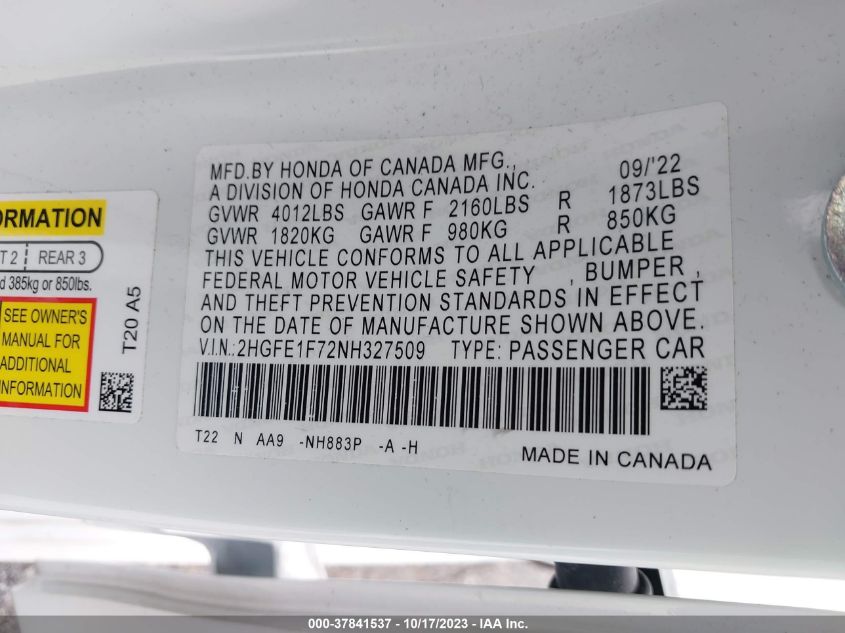 ORMATION
T 2 REAR 3
d 385kg or 850lbs.
SEE OWNER'S
MANUAL FOR
ADDITIONAL
INFORMATION
T20 A5
MFD.BY HONDA OF CANADA MFG., 09/'22
A DIVISION OF HONDA CANADA INC.
GVWR 4012LBS GAWR F 2160LBS R 1873LBS
GVWR 1820KG GAWR F 980KG R 850KG
THIS VEHICLE CONFORMS TO ALL APPLICABLE
FEDERAL MOTOR VEHICLE SAFETY , BUMPER ,
AND THEFT PREVENTION STANDARDS IN EFFECT
ON THE DATE OF MANUFACTURE SHOWN ABOVE.
V.I.N.:2HGFE1F72NH327509 TYPE: PASSENGER CAR
T22 N AA9 -NH883P -A -H
MADE IN CANADA
000-37841537 - 10/17/2023 - IAA Inc.